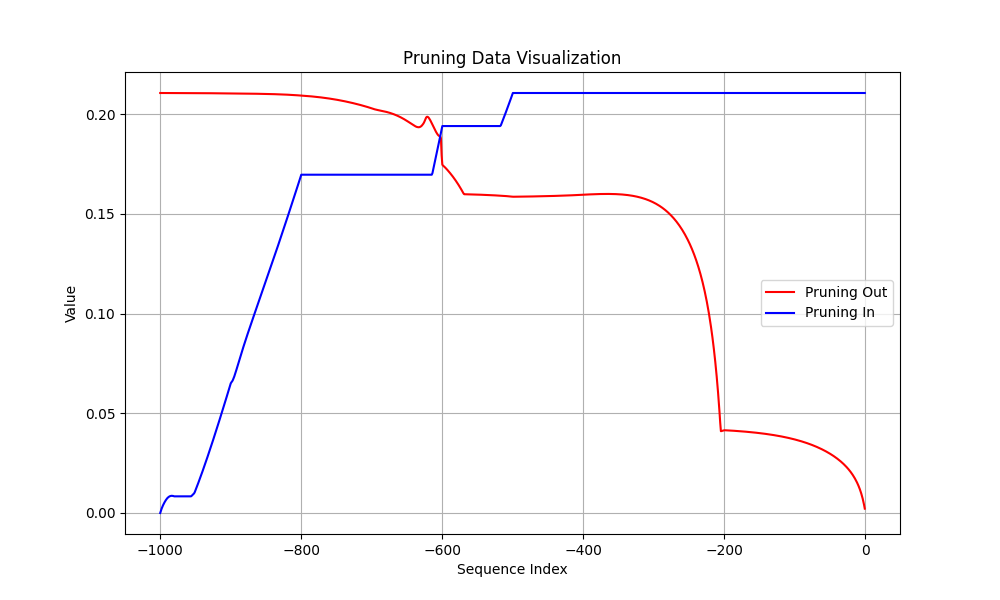 Pruning Data Visualization
Value
0.20
0.15
0.10
0.05
0.00
Pruning Out
Pruning In
−1000 −800 −600 −400 −200 0
Sequence Index